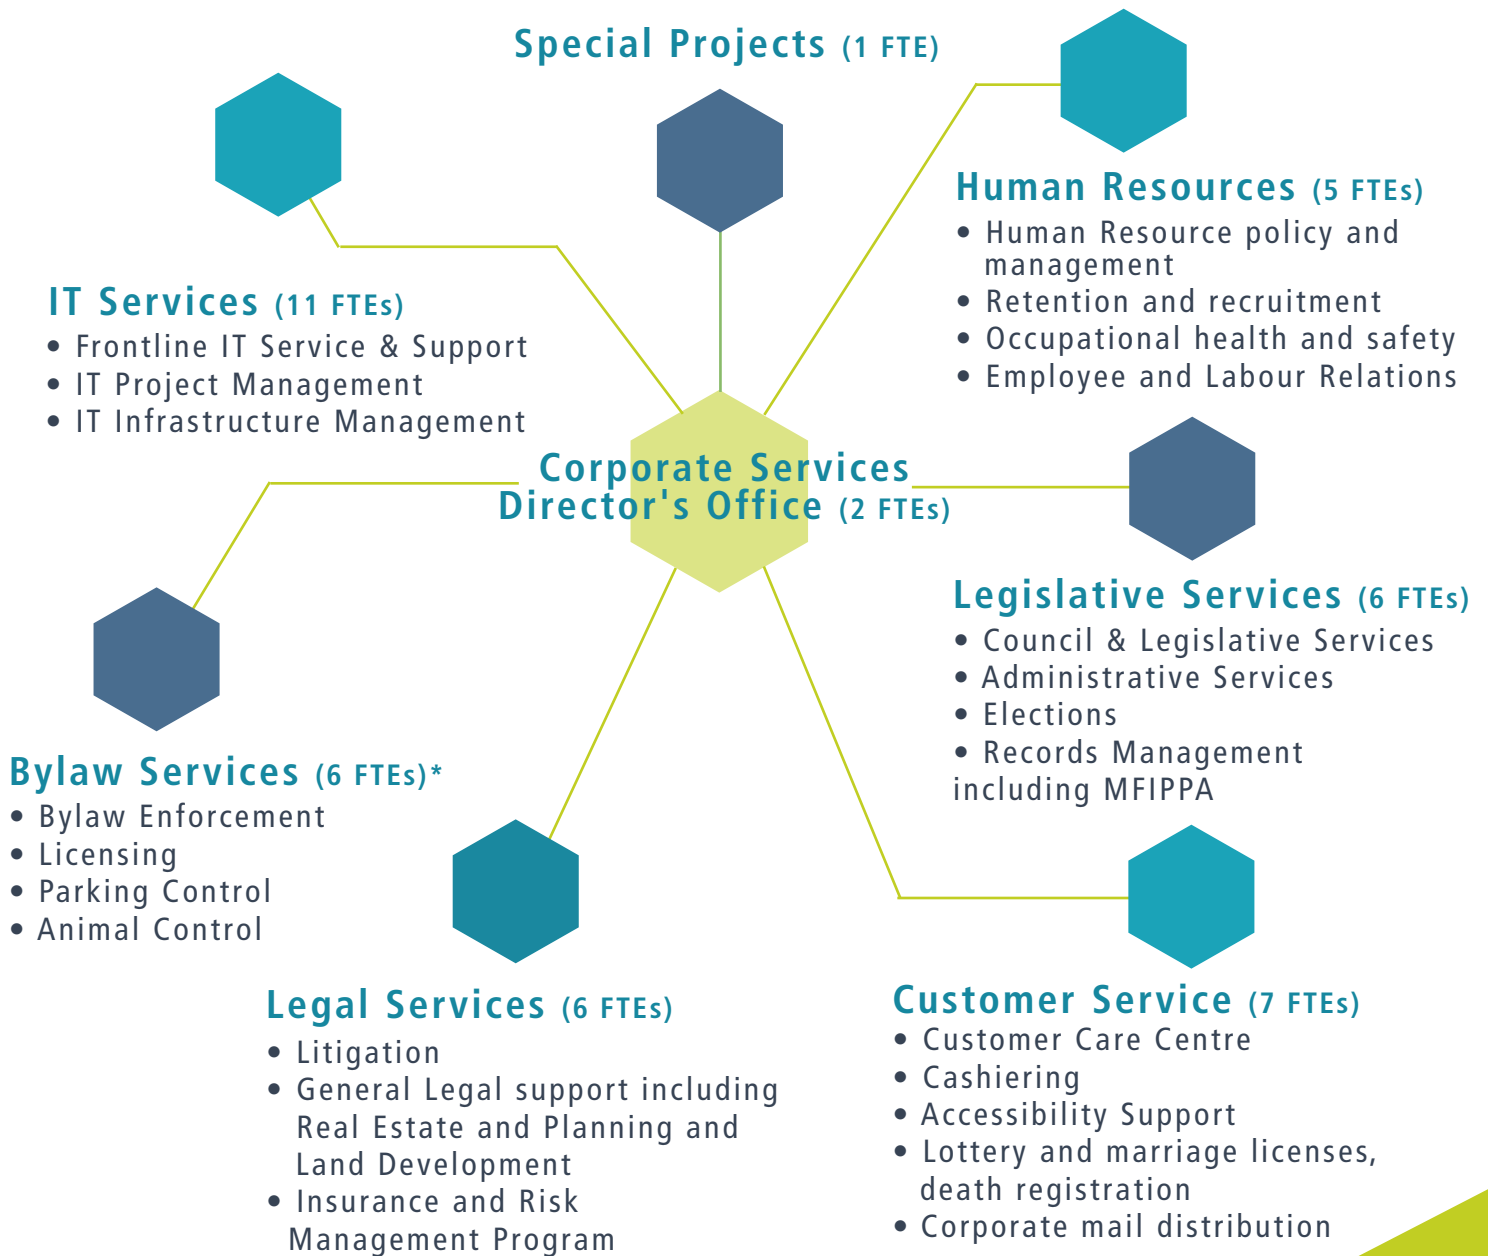 Special Projects (1 FTE)
Human Resources (5 FTEs)
• Human Resource policy and
management
• Retention and recruitment
• Occupational health and safety
• Employee and Labour Relations
IT Services (11 FTEs)
• Frontline IT Service & Support
• IT Project Management
• IT Infrastructure Management
Corporate Services
Director's Office (2 FTEs)
Legislative Services (6 FTEs)
• Council & Legislative Services
• Administrative Services
• Elections
• Records Management
including MFIPPA
Bylaw Services (6 FTEs)*
• Bylaw Enforcement
• Licensing
• Parking Control
• Animal Control
Legal Services (6 FTEs)
• Litigation
• General Legal support including
Real Estate and Planning and
Land Development
• Insurance and Risk
Management Program
Customer Service (7 FTEs)
• Customer Care Centre
• Cashiering
• Accessibility Support
• Lottery and marriage licenses,
death registration
• Corporate mail distribution